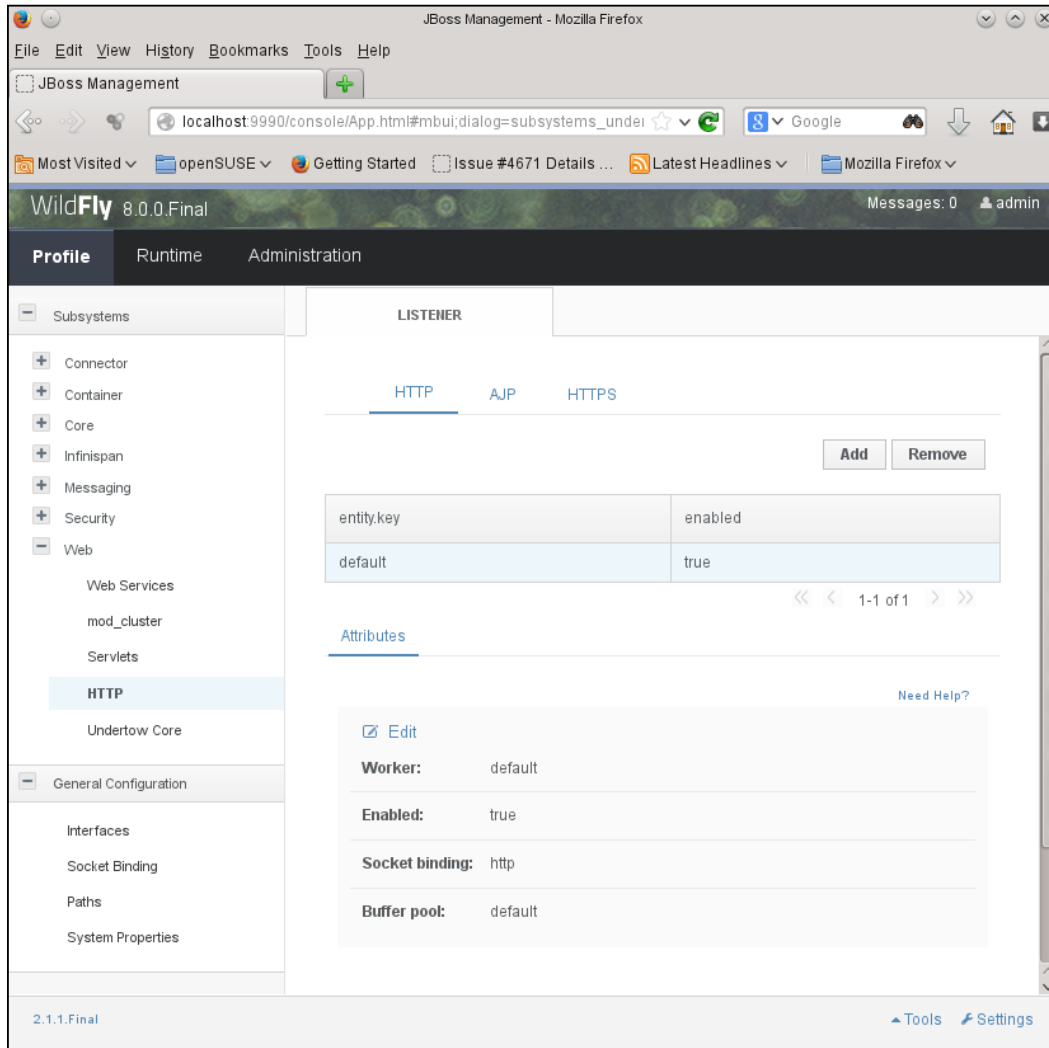 JBoss Management - Mozilla Firefox
File Edit View History Bookmarks Tools Help
JBoss Management
localhost:9990/console/App.html#mbui;dialog=subsystems_under
Google
Most Visited openSUSE Getting Started Issue #4671 Details ... Latest Headlines Mozilla Firefox
WildFly 8.0.0.Final
Messages: 0 admin
Profile Runtime Administration
Subsystems
Connector
Container
Core
Infinispan
Messaging
Security
Web
Web Services
mod_cluster
Servlets
HTTP
Undertow Core
General Configuration
Interfaces
Socket Binding
Paths
System Properties
LISTENER
HTTP AJP HTTPS
Add Remove
entity.key enabled
default true
1-1 of 1
Attributes
Need Help?
Edit
Worker: default
Enabled: true
Socket binding: http
Buffer pool: default
2.1.1.Final
Tools Settings